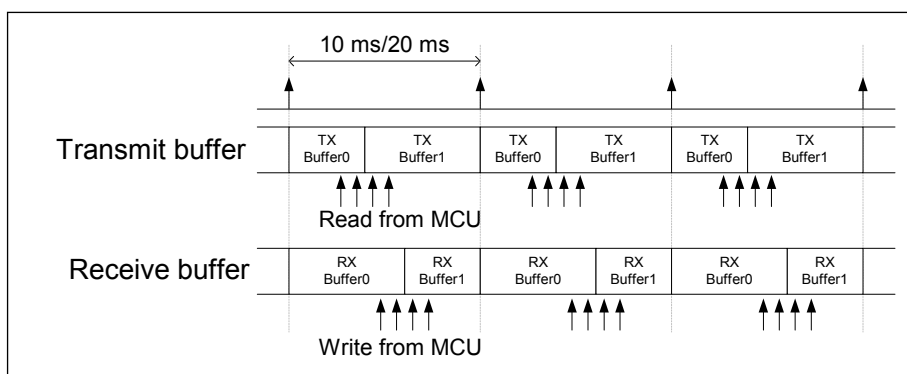 10 ms/20 ms
Transmit buffer
TX
Buffer0
TX
Buffer1
TX
Buffer0
TX
Buffer1
TX
Buffer0
TX
Buffer1
Read from MCU
Receive buffer
RX
Buffer0
RX
Buffer1
RX
Buffer0
RX
Buffer1
RX
Buffer0
RX
Buffer1
Write from MCU